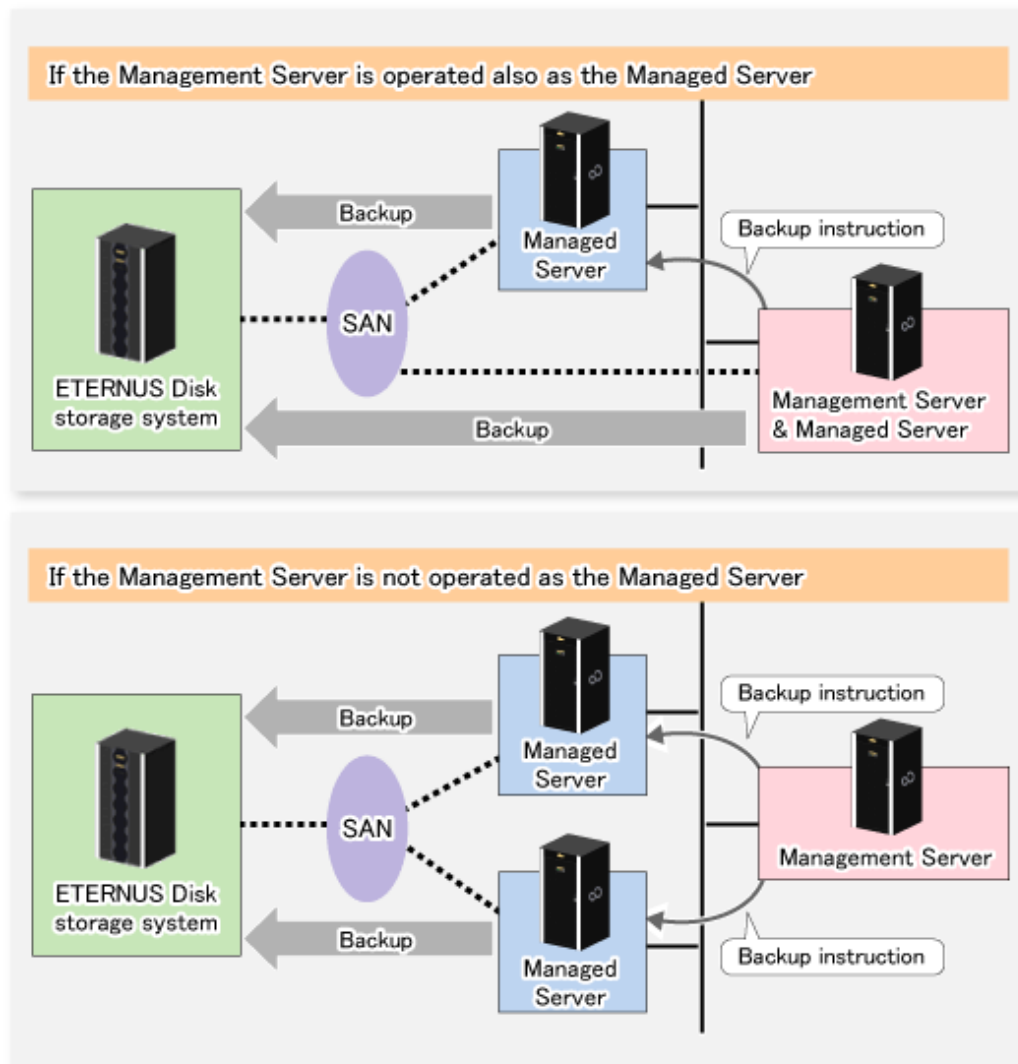 If the Management Server is operated also as the Managed Server
Backup
Managed
Server
Backup instruction
SAN
ETERNUS Disk
storage system
Management Server
& Managed Server
Backup
If the Management Server is not operated as the Managed Server
Backup instruction
Backup
Managed
Server
SAN
Management Server
ETERNUS Disk
storage system
Backup
Managed
Server
Backup instruction